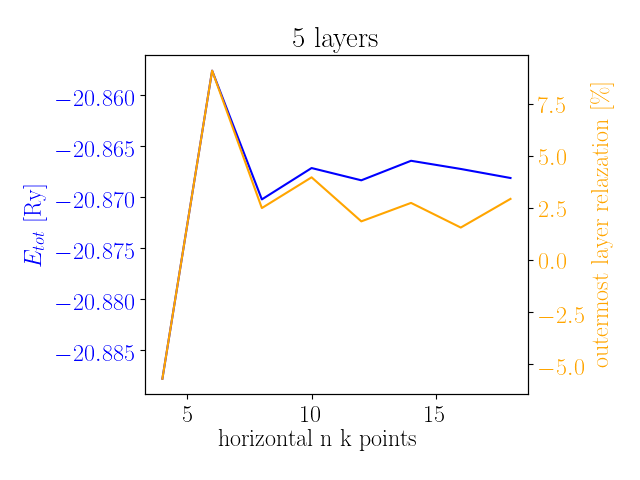 5 layers
E_tot [Ry]
−20.860
−20.865
−20.870
−20.875
−20.880
−20.885
7.5
5.0
2.5
0.0
−2.5
−5.0
outermost layer relazation [%]
5 10 15
horizontal n k points